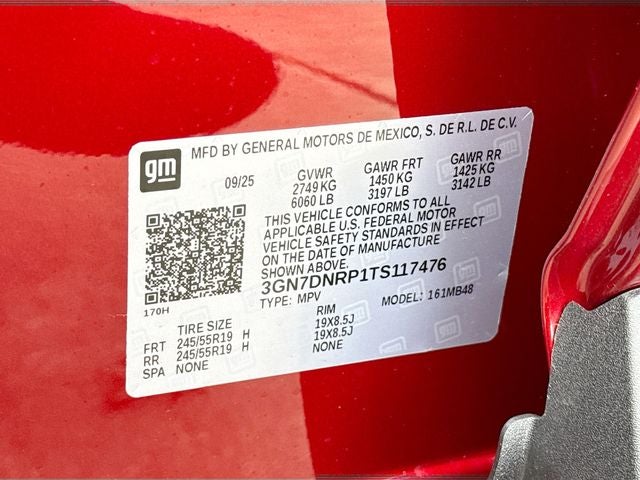 gm
MFD BY GENERAL MOTORS DE MEXICO, S. DE R.L. DE C.V.
09/25 GVWR GAWR FRT GAWR RR
2749 KG 1450 KG 1425 KG
6060 LB 3197 LB 3142 LB
THIS VEHICLE CONFORMS TO ALL
APPLICABLE U.S. FEDERAL MOTOR
VEHICLE SAFETY STANDARDS IN EFFECT
ON THE DATE OF MANUFACTURE
SHOWN ABOVE.
3GN7DNRP1TS117476
170H TYPE: MPV MODEL: 161MB48
TIRE SIZE RIM
FRT 245/55R19 H 19X8.5J
RR 245/55R19 H 19X8.5J
SPA NONE NONE